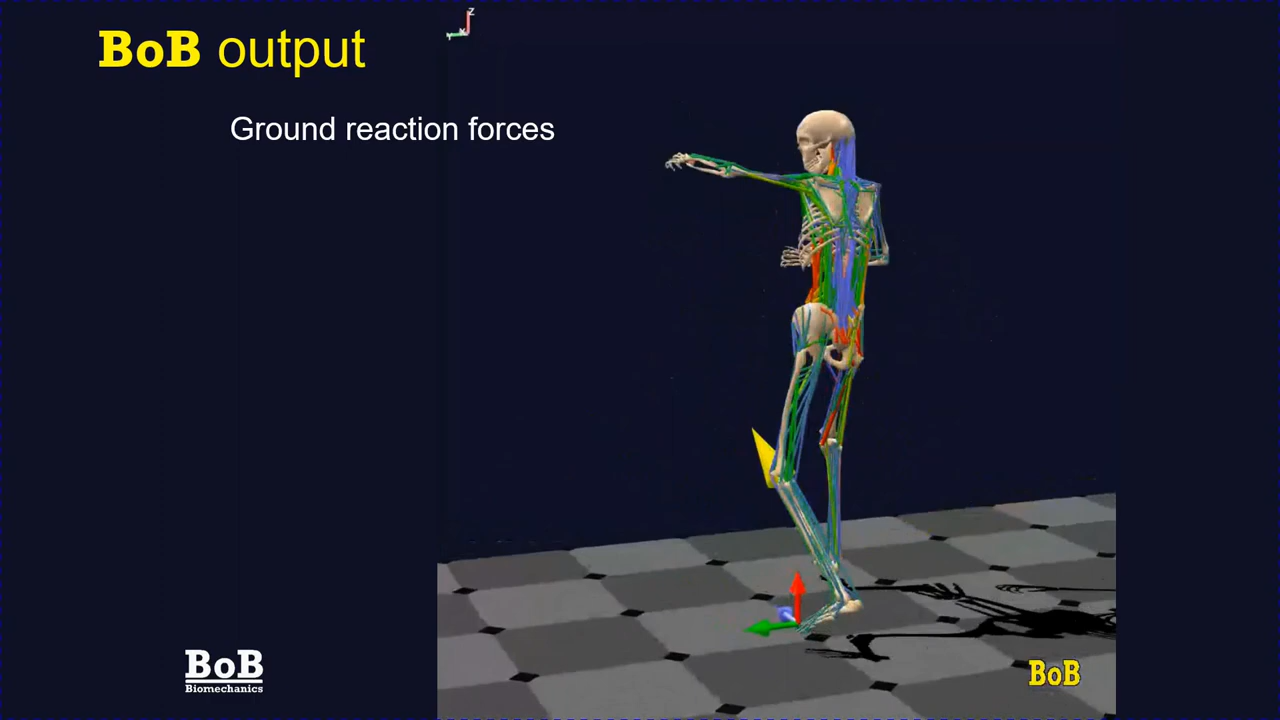 BoB output
Ground reaction forces
Z
Y
X
BoB
Biomechanics
BoB